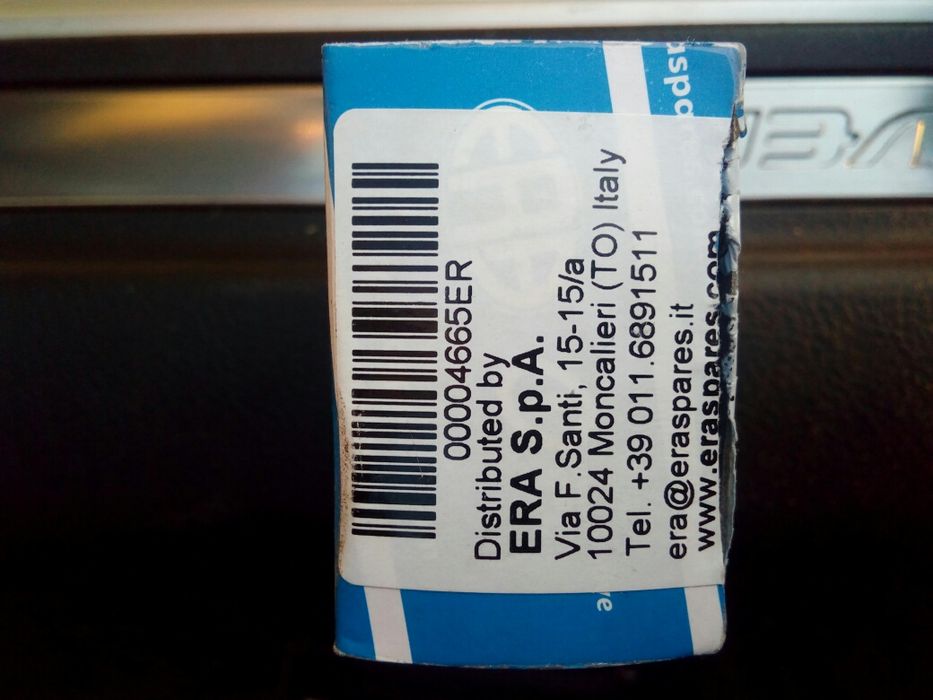 00004665ER
Distributed by
ERA S.p.A.
Via F.Santi, 15-15/a
10024 Moncalieri (TO) Italy
Tel. +39 011.6891511
era@eraspares.it
www.eraspares.com